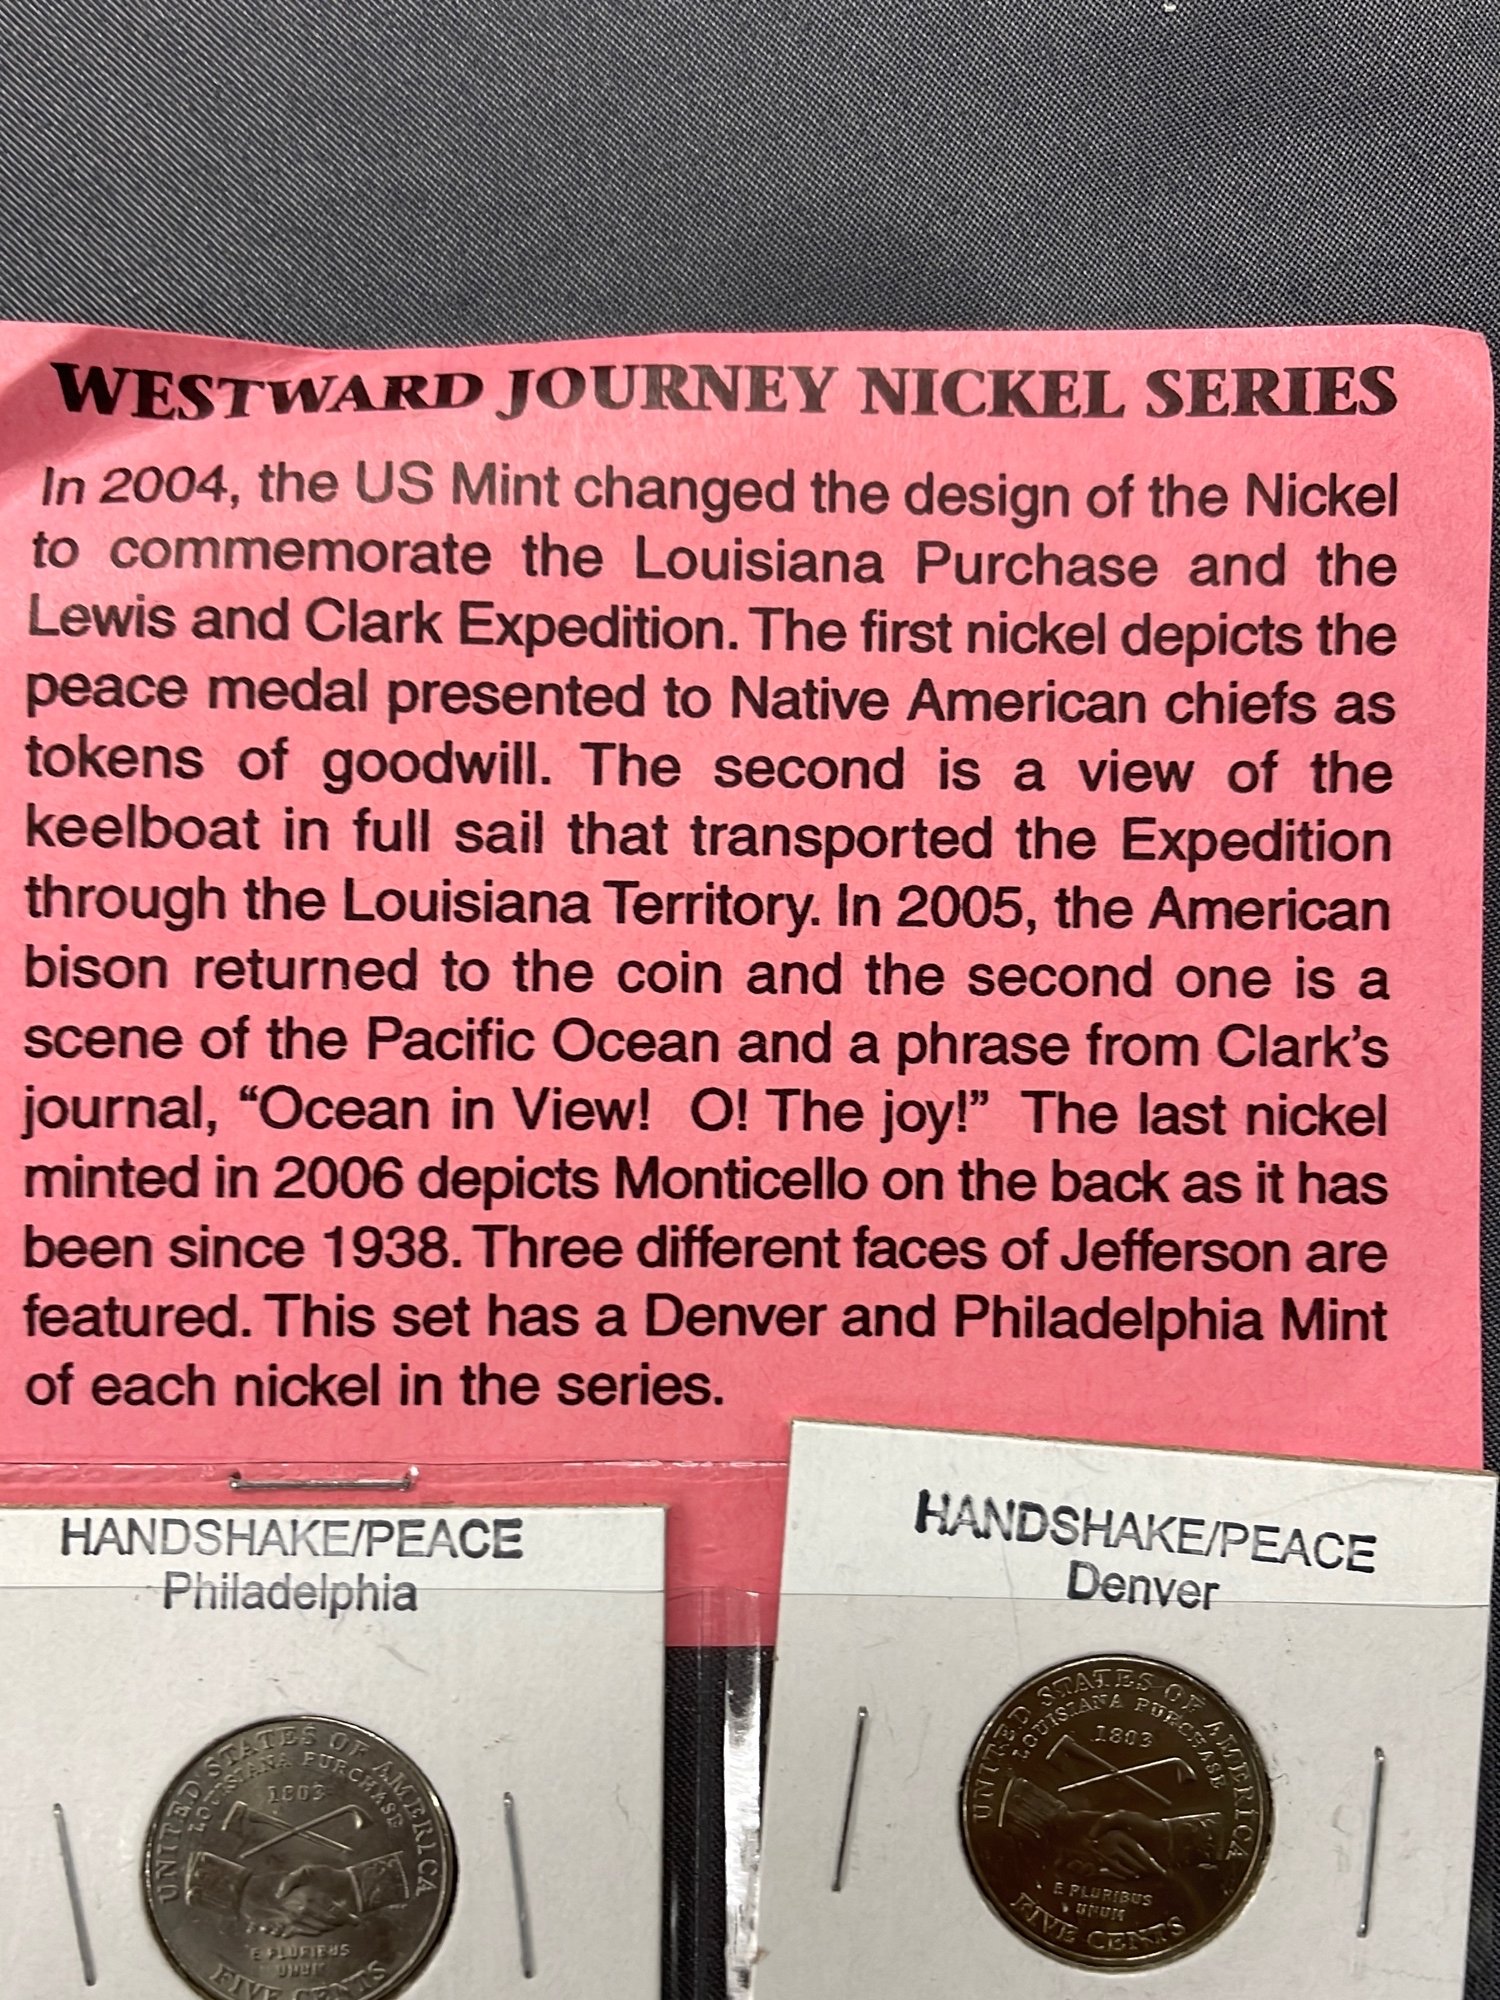 WESTWARD JOURNEY NICKEL SERIES
In 2004, the US Mint changed the design of the Nickel
to commemorate the Louisiana Purchase and the
Lewis and Clark Expedition. The first nickel depicts the
peace medal presented to Native American chiefs as
tokens of goodwill. The second is a view of the
keelboat in full sail that transported the Expedition
through the Louisiana Territory. In 2005, the American
bison returned to the coin and the second one is a
scene of the Pacific Ocean and a phrase from Clark's
journal, “Ocean in View!  O! The joy!” The last nickel
minted in 2006 depicts Monticello on the back as it has
been since 1938. Three different faces of Jefferson are
featured. This set has a Denver and Philadelphia Mint
of each nickel in the series.
HANDSHAKE/PEACE
Philadelphia
UNITED STATES OF AMERICA
LOUISIANA PURCHASE
1803
E PLURIBUS
UNUM
FIVE CENTS
HANDSHAKE/PEACE
Denver
UNITED STATES OF AMERICA
LOUISIANA PURCHASE
1803
E PLURIBUS
UNUM
FIVE CENTS